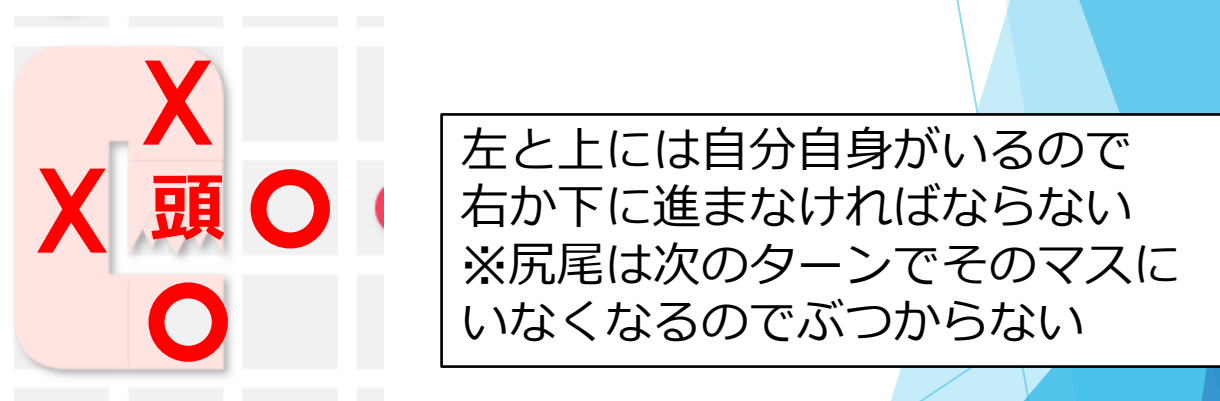 X
X 頭 〇
〇
左と上には自分自身がいるので
右か下に進まなければならない
※尻尾は次のターンでそのマスに
いなくなるのでぶつからない